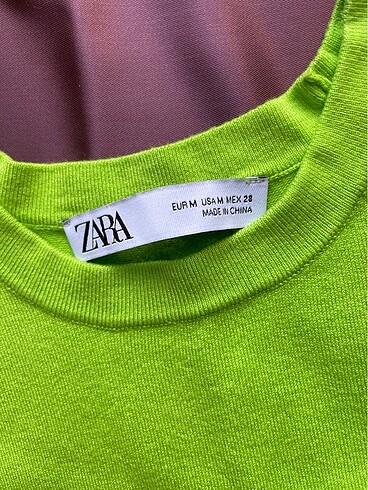 ZARA
EUR M USA M MEX 28
MADE IN CHINA